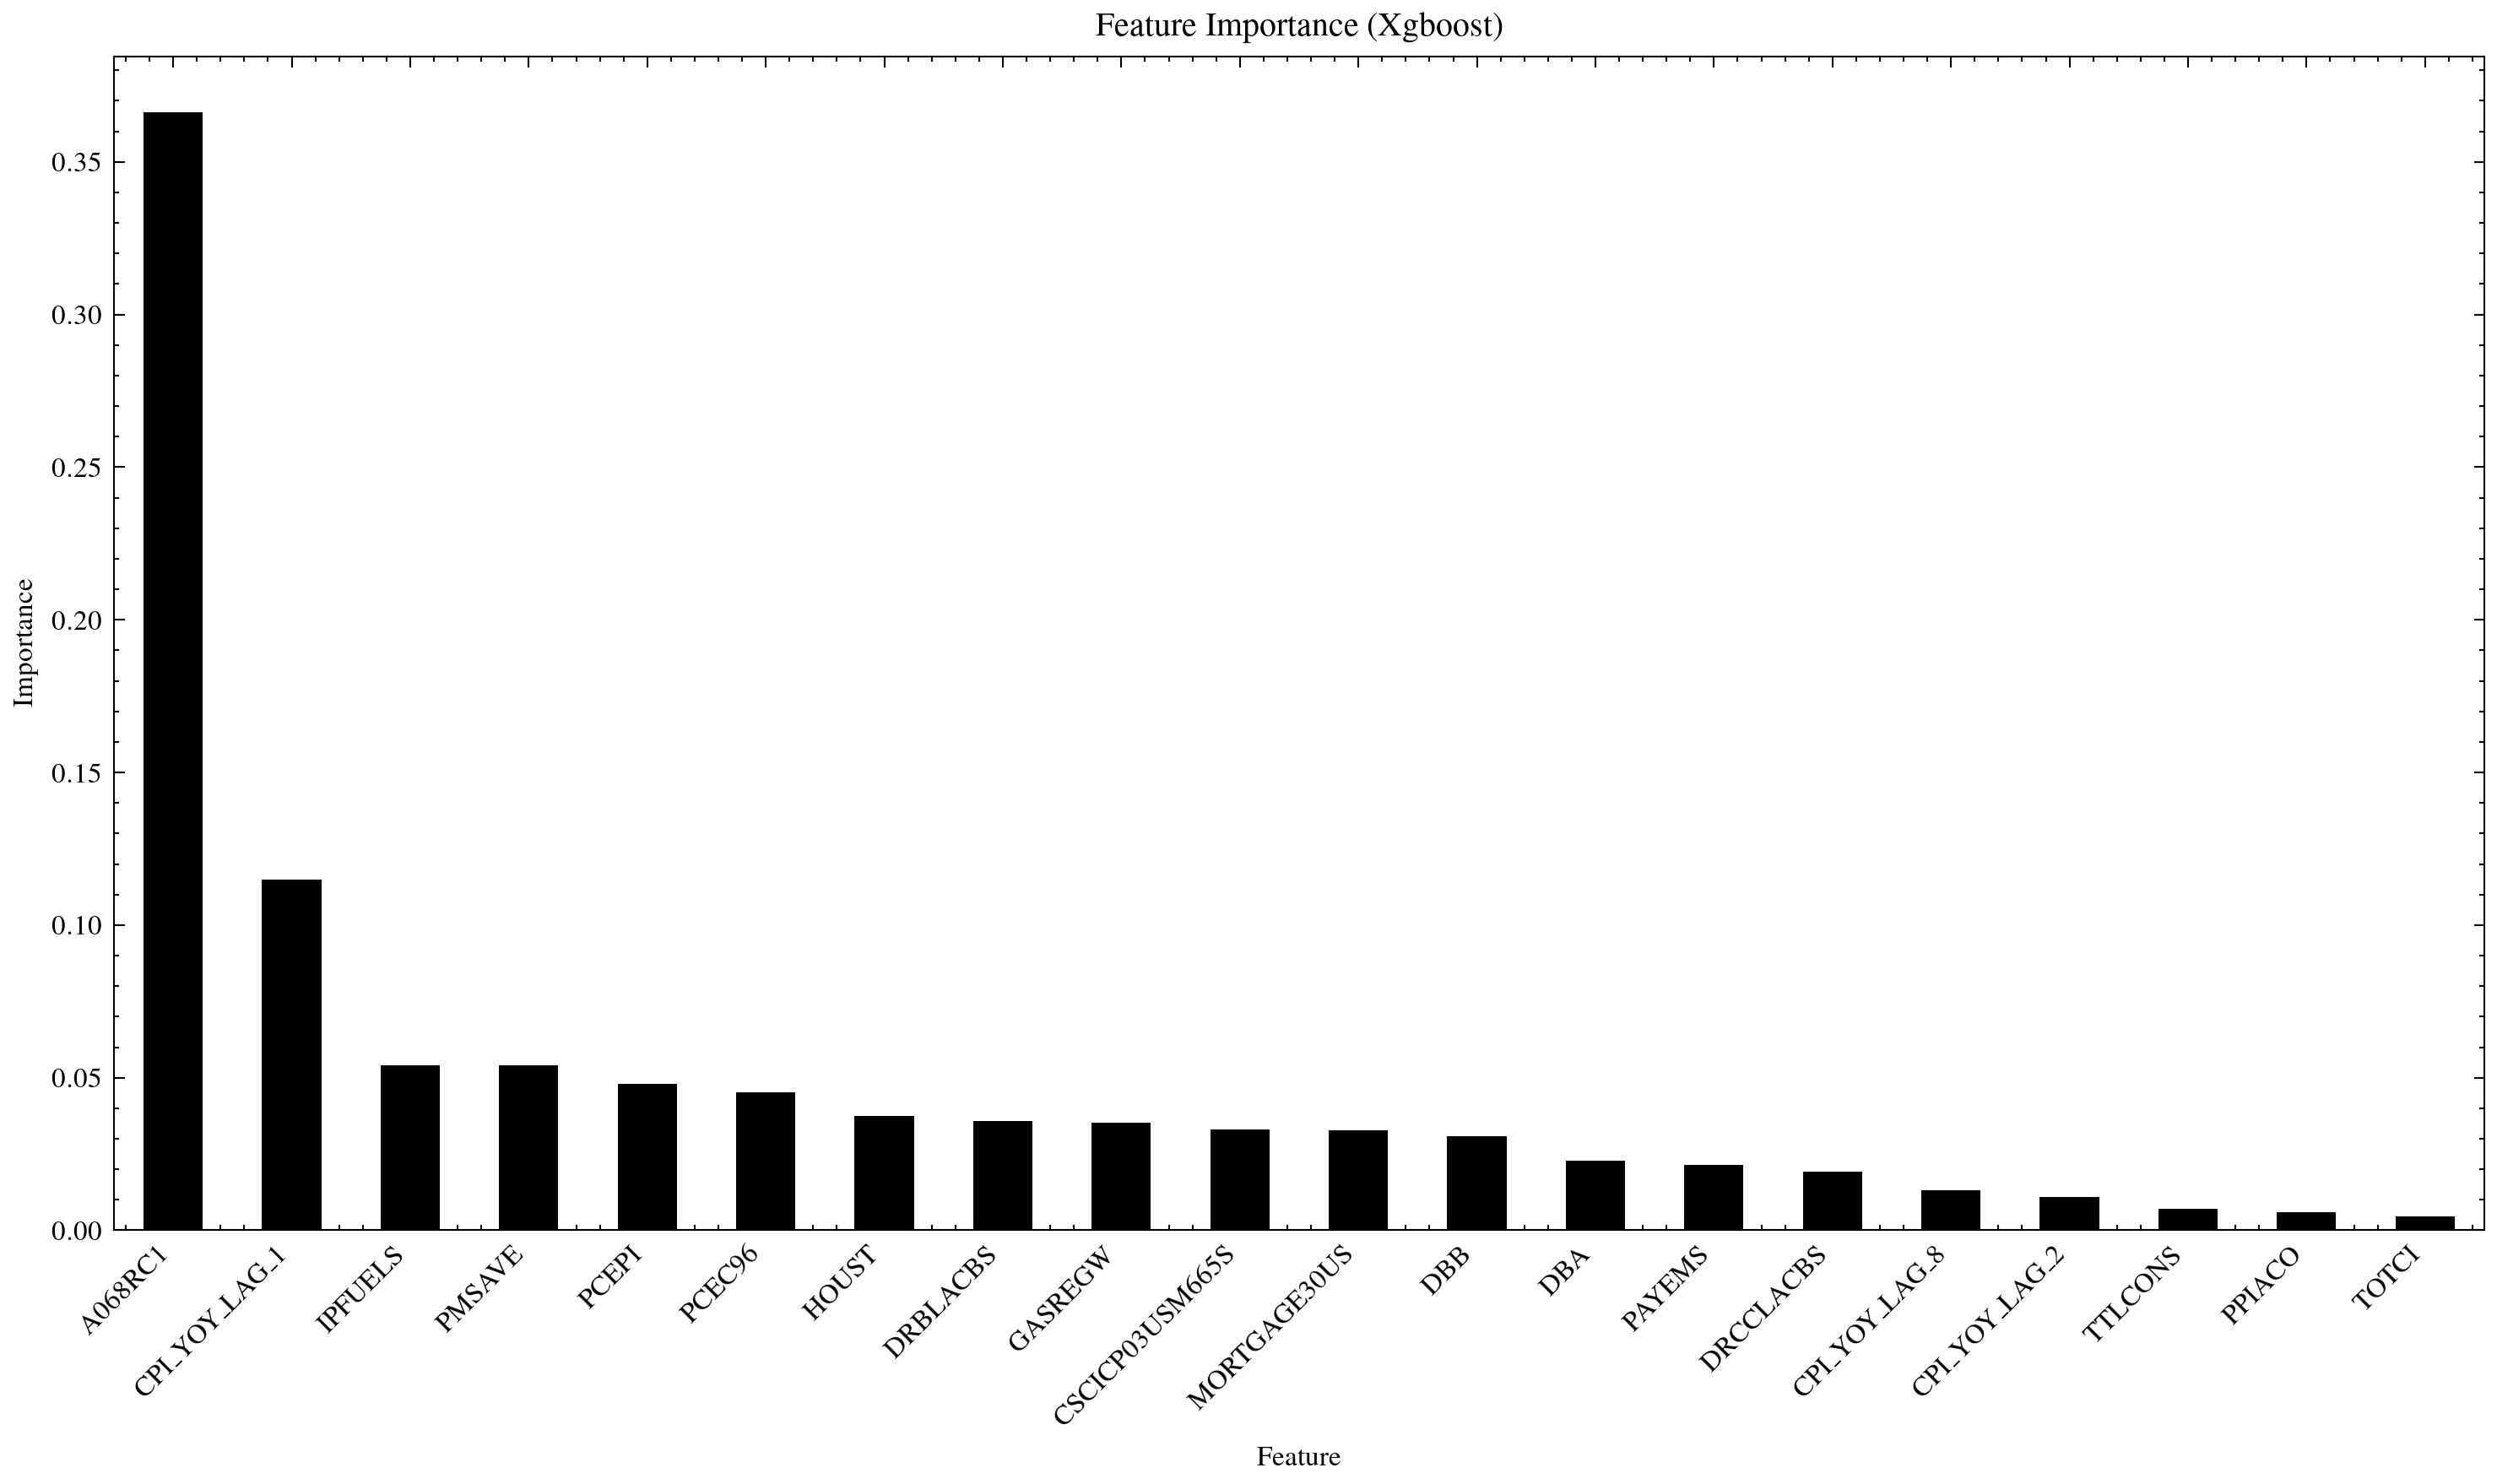 Feature Importance (Xgboost)
Importance
0.35
0.30
0.25
0.20
0.15
0.10
0.05
0.00
A068RC1
CPI_YOY_LAG_1
IPFUELS
PMSAVE
PCEPI
PCEC96
HOUST
DRBLACBS
GASREGW
CSCICP03USM665S
MORTGAGE30US
DBB
DBA
PAYEMS
DRCCLACBS
CPI_YOY_LAG_8
CPI_YOY_LAG_2
TTLCONS
PPIACO
TOTCI
Feature